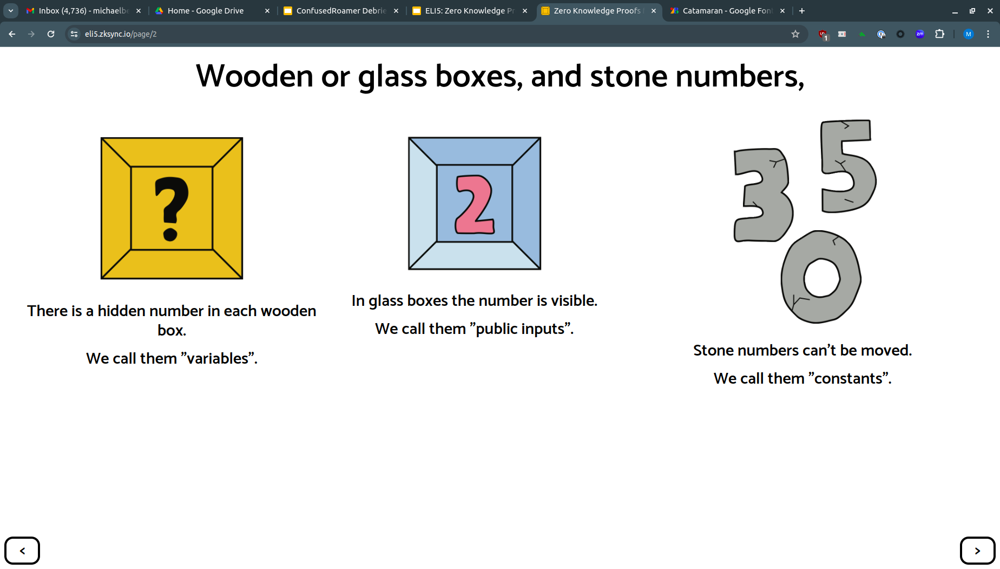 Inbox (4,736) - michaelbe
Home - Google Drive
ConfusedRoamer Debrie
ELI5: Zero Knowledge Pr
Zero Knowledge Proofs
Catamaran - Google Font
eli5.zksync.io/page/2
1
zm
M
Wooden or glass boxes, and stone numbers,
?
2
3
5
0
There is a hidden number in each wooden
box.
We call them ”variables”.
In glass boxes the number is visible.
We call them ”public inputs”.
Stone numbers can’t be moved.
We call them ”constants”.
<
>